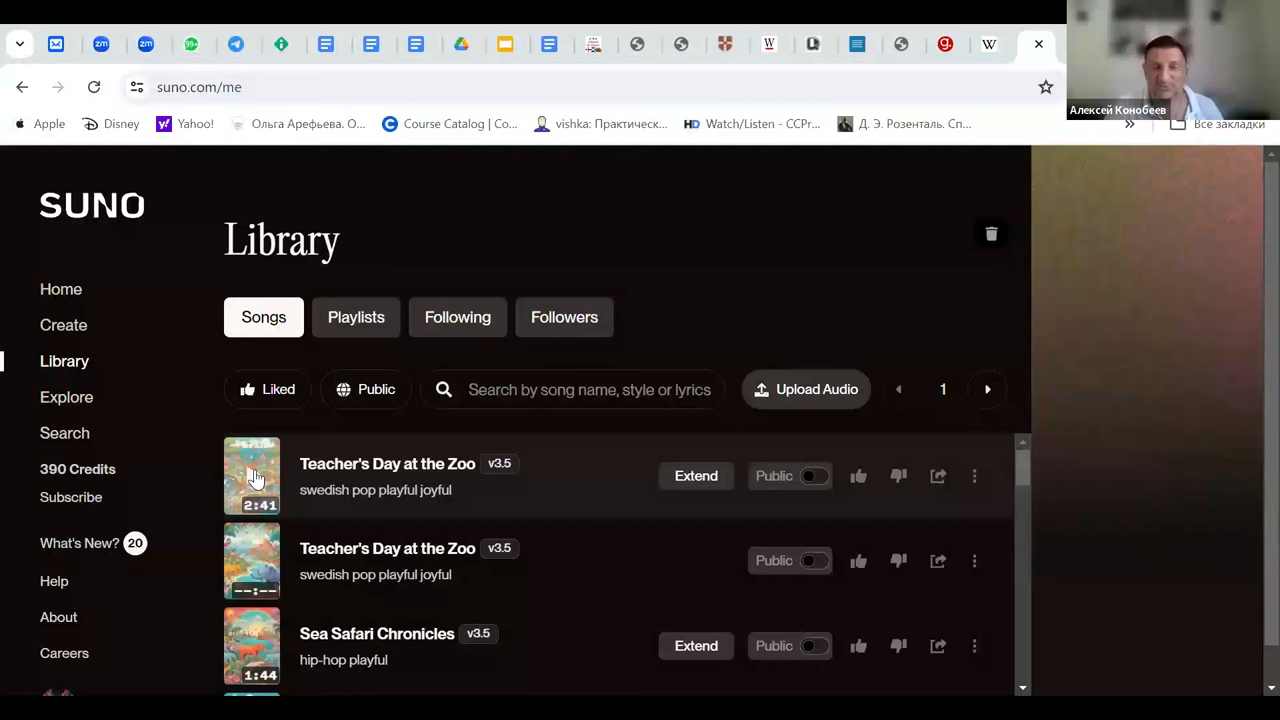 suno.com/me
Алексей Конобеев
Apple
Disney
Yahoo!
Ольга Арефьева. О...
Course Catalog | Co...
vishka: Практическ...
HD Watch/Listen - CCPr...
Д. Э. Розенталь. Сп...
Все закладки
SUNO
Library
Home
Create
Library
Explore
Search
390 Credits
Subscribe
What's New? 20
Help
About
Careers
Songs
Playlists
Following
Followers
Liked
Public
Search by song name, style or lyrics
Upload Audio
1
Teacher's Day at the Zoo v3.5
swedish pop playful joyful
2:41
Extend
Public
Teacher's Day at the Zoo v3.5
swedish pop playful joyful
--:--
Public
Sea Safari Chronicles v3.5
hip-hop playful
1:44
Extend
Public